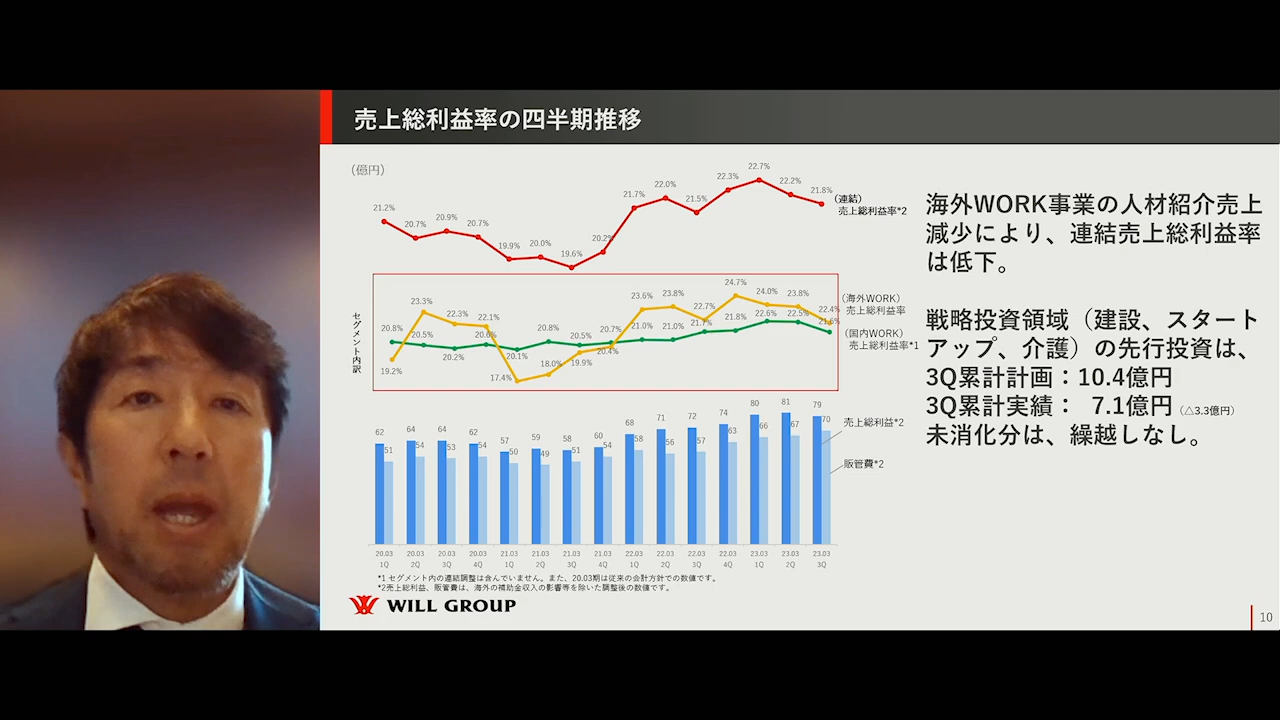 売上総利益率の四半期推移
（億円）
21.2%
20.7%
20.9%
20.7%
19.9%
20.0%
19.6%
20.2%
21.7%
22.0%
21.5%
22.3%
22.7%
22.2%
21.8%
（連結）
売上総利益率*2
セグメント内訳
20.8%
20.5%
20.2%
20.6%
20.1%
20.8%
20.5%
20.4%
21.0%
21.0%
21.7%
21.8%
22.6%
22.5%
21.6%
19.2%
23.3%
22.3%
22.1%
17.4%
18.0%
19.9%
23.6%
23.8%
22.7%
24.7%
24.0%
23.8%
22.4%
（海外WORK）
売上総利益率
（国内WORK）
売上総利益率*1
62 64 64 62 57 59 58 60 68 71 72 74 80 81 79
51 54 53 54 50 49 51 54 58 56 57 63 66 67 70
売上総利益*2
販管費*2
20.03 20.03 20.03 20.03 21.03 21.03 21.03 21.03 22.03 22.03 22.03 22.03 23.03 23.03 23.03
1Q 2Q 3Q 4Q 1Q 2Q 3Q 4Q 1Q 2Q 3Q 4Q 1Q 2Q 3Q
*1 セグメント内の連結調整は含んでいません。また、20.03期は従来の会計方針での数値です。
*2売上総利益、販管費は、海外の補助金収入の影響等を除いた調整後の数値です。
WILL GROUP
海外WORK事業の人材紹介売上
減少により、連結売上総利益率
は低下。
戦略投資領域（建設、スタート
アップ、介護）の先行投資は、
3Q累計計画：10.4億円
3Q累計実績： 7.1億円（△3.3億円）
未消化分は、繰越しなし。
10